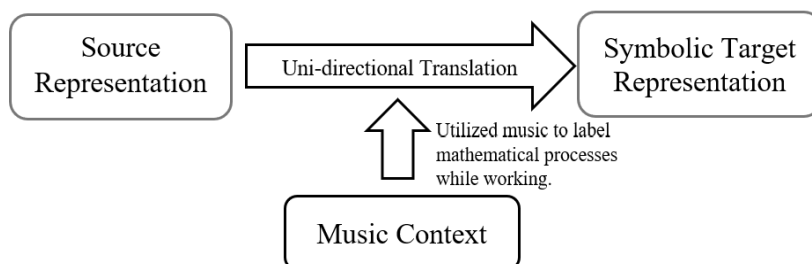 Source
Representation
Uni-directional Translation
Symbolic Target
Representation
Utilized music to label
mathematical processes
while working.
Music Context